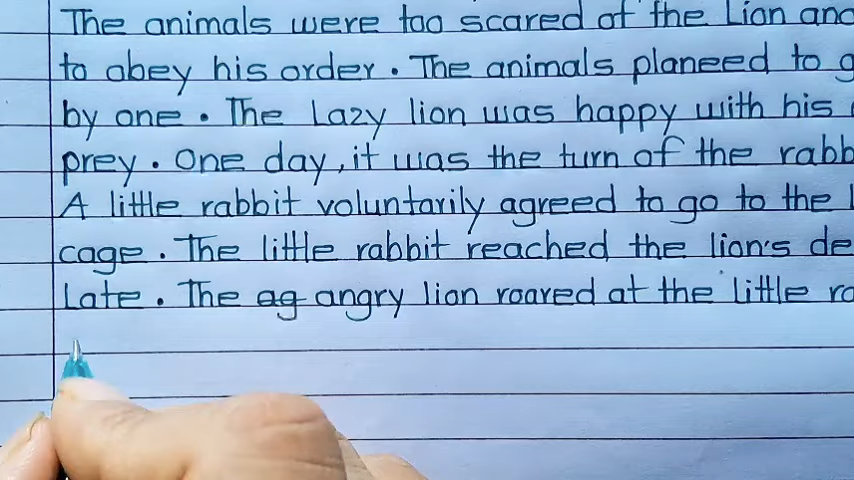 The animals were too scared of the Lion and
to obey his order. The animals planeed to g
by one. The Lazy lion was happy with his
prey. One day, it was the turn of the rabb
A little rabbit voluntarily agreed to go to the l
cage. The little rabbit reached the lion's de
Late. The ag angry lion roared at the little ra